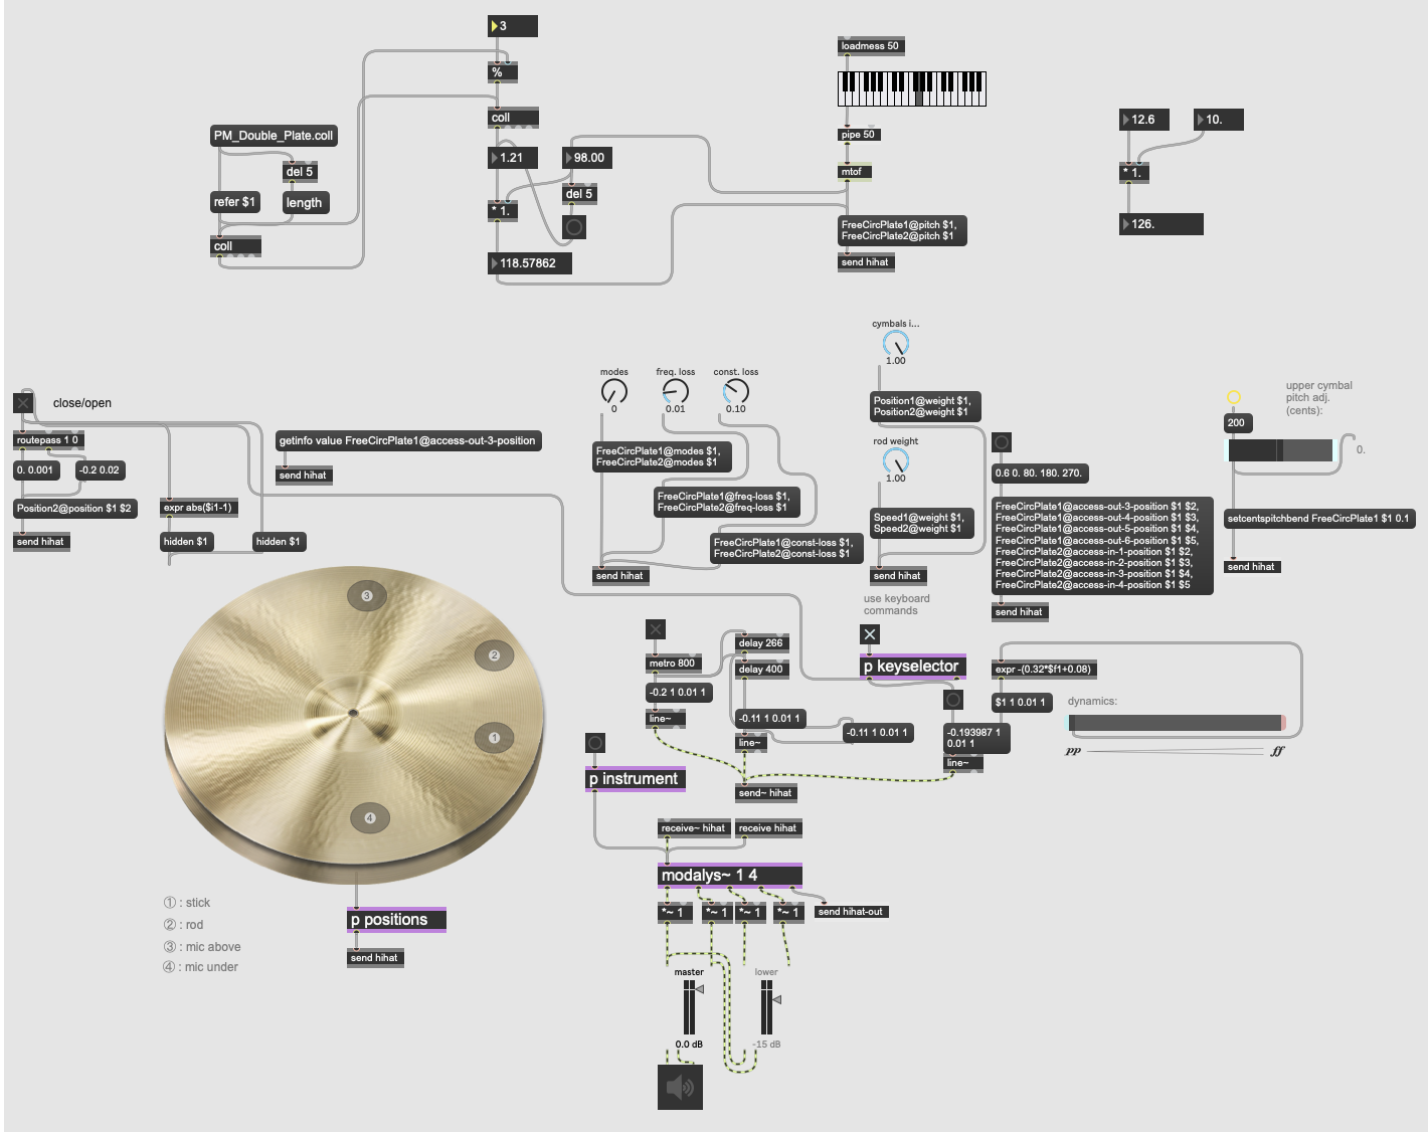 3
loadmess 50
%
coll
PM_Double_Plate.coll
12.6
10.
pipe 50
1.21
98.00
del 5
mtof
* 1.
del 5
refer $1
length
* 1.
FreeCircPlate1@pitch $1,
FreeCircPlate2@pitch $1
126.
coll
118.57862
send hihat
cymbals i...
1.00
modes
freq. loss
const. loss
0
0.01
0.10
upper cymbal
pitch adj.
(cents):
close/open
Position1@weight $1,
Position2@weight $1
200
routepass 1 0
getinfo value FreeCircPlate1@access-out-3-position
rod weight
1.00
0.
FreeCircPlate1@modes $1,
FreeCircPlate2@modes $1
0. 0.001
-0.2 0.02
send hihat
0.6 0. 80. 180. 270.
FreeCircPlate1@freq-loss $1,
FreeCircPlate2@freq-loss $1
Position2@position $1 $2
expr abs($i1-1)
Speed1@weight $1,
Speed2@weight $1
FreeCircPlate1@access-out-3-position $1 $2,
FreeCircPlate1@access-out-4-position $1 $3,
FreeCircPlate1@access-out-5-position $1 $4,
FreeCircPlate1@access-out-6-position $1 $5,
FreeCircPlate2@access-in-1-position $1 $2,
FreeCircPlate2@access-in-2-position $1 $3,
FreeCircPlate2@access-in-3-position $1 $4,
FreeCircPlate2@access-in-4-position $1 $5
setcentspitchbend FreeCircPlate1 $1 0.1
send hihat
hidden $1
hidden $1
FreeCircPlate1@const-loss $1,
FreeCircPlate2@const-loss $1
send hihat
send hihat
send hihat
use keyboard
commands
send hihat
3
delay 266
metro 800
delay 400
p keyselector
expr -(0.32*$f1+0.08)
2
-0.2 1 0.01 1
$1 1 0.01 1
dynamics:
line~
-0.11 1 0.01 1
-0.11 1 0.01 1
-0.193987 1
0.01 1
1
line~
line~
pp
ff
p instrument
send~ hihat
4
receive~ hihat
receive hihat
modalys~ 1 4
① : stick
② : rod
③ : mic above
④ : mic under
p positions
send hihat
*~ 1
*~ 1
*~ 1
*~ 1
send hihat-out
master
lower
0.0 dB
-15 dB